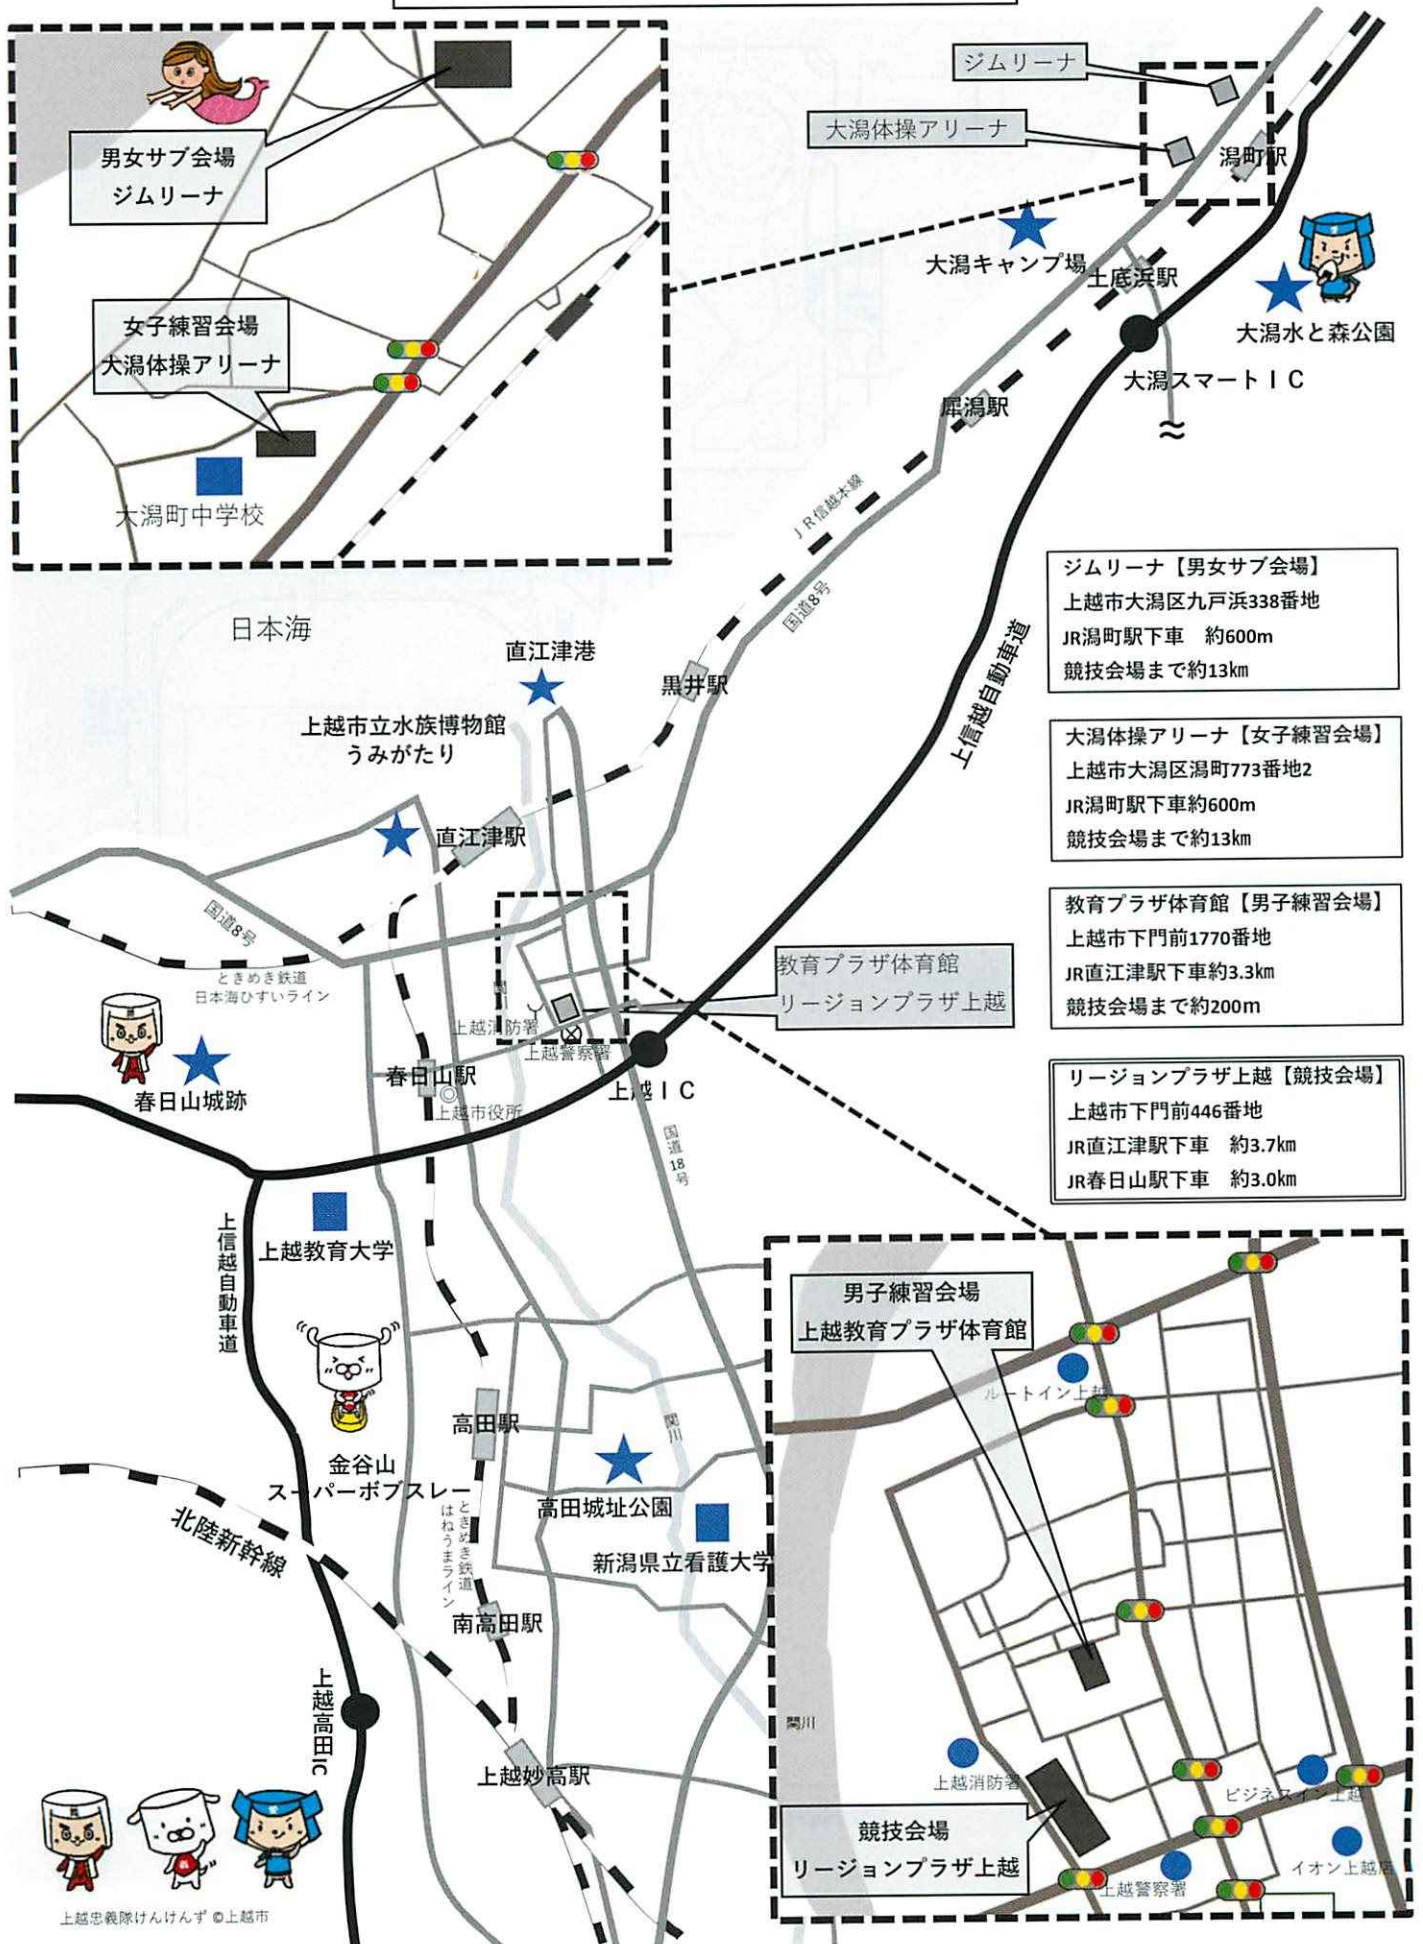 男女サブ会場
ジムリーナ
女子練習会場
大潟体操アリーナ
大潟町中学校
ジムリーナ
大潟体操アリーナ
潟町駅
大潟キャンプ場
土底浜駅
大潟水と森公園
大潟スマートIC
犀潟駅
JR信越本線
国道8号
上信越自動車道
ジムリーナ【男女サブ会場】
上越市大潟区九戸浜338番地
JR潟町駅下車 約600m
競技会場まで約13km
大潟体操アリーナ【女子練習会場】
上越市大潟区潟町773番地2
JR潟町駅下車約600m
競技会場まで約13km
教育プラザ体育館【男子練習会場】
上越市下門前1770番地
JR直江津駅下車約3.3km
競技会場まで約200m
リージョンプラザ上越【競技会場】
上越市下門前446番地
JR直江津駅下車 約3.7km
JR春日山駅下車 約3.0km
日本海
直江津港
黒井駅
上越市立水族博物館
うみがたり
直江津駅
国道8号
ときめき鉄道
日本海ひすいライン
関川
教育プラザ体育館
リージョンプラザ上越
上越消防署
上越警察署
春日山駅
上越市役所
上越IC
春日山城跡
国道18号
上越教育大学
上信越自動車道
金谷山
スーパーボブスレー
高田駅
関川
高田城址公園
新潟県立看護大学
北陸新幹線
ときめき鉄道
はねうまライン
南高田駅
上越高田IC
上越妙高駅
上越忠義隊けんけんず ©上越市
男子練習会場
上越教育プラザ体育館
ルートイン上越
関川
上越消防署
ビジネスイン上越
競技会場
リージョンプラザ上越
上越警察署
イオン上越店